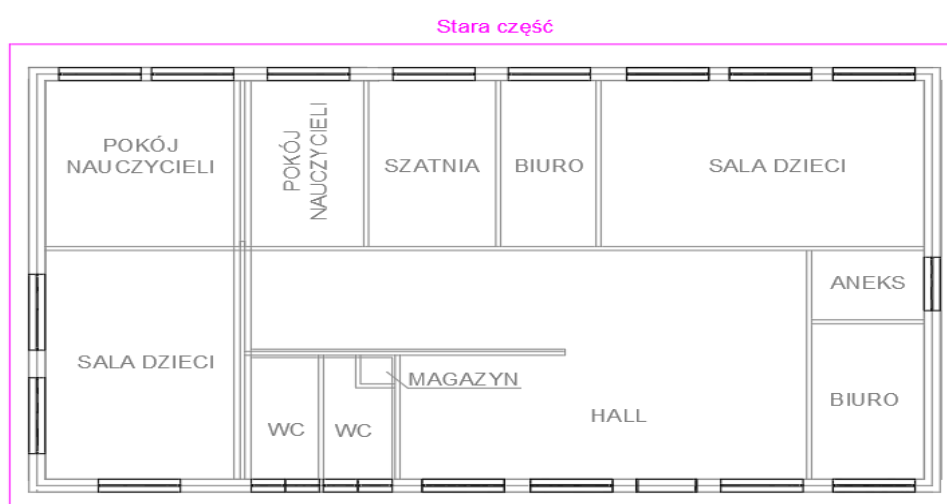 Stara część
POKÓJ
NAUCZYCIELI
POKÓJ
NAUCZYCIELI
SZATNIA
BIURO
SALA DZIECI
ANEKS
SALA DZIECI
MAGAZYN
WC
WC
HALL
BIURO